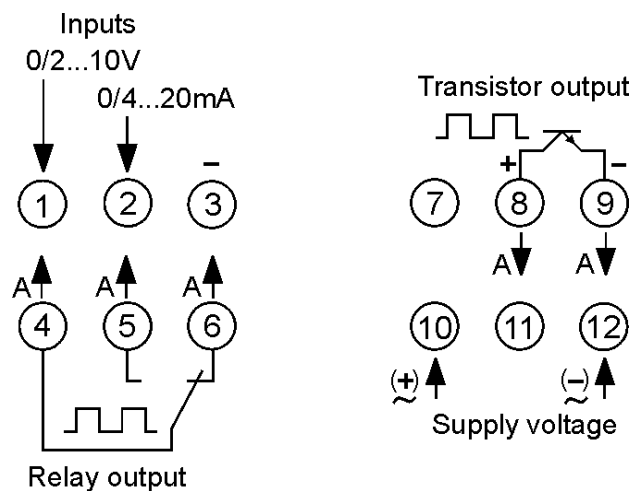 Inputs
0/2...10V
0/4...20mA
Transistor output
+ −
−
1 2 3
7 8 9
A A A
A A
4 5 6
10 11 12
(+) (−)
~ ~
Supply voltage
Relay output